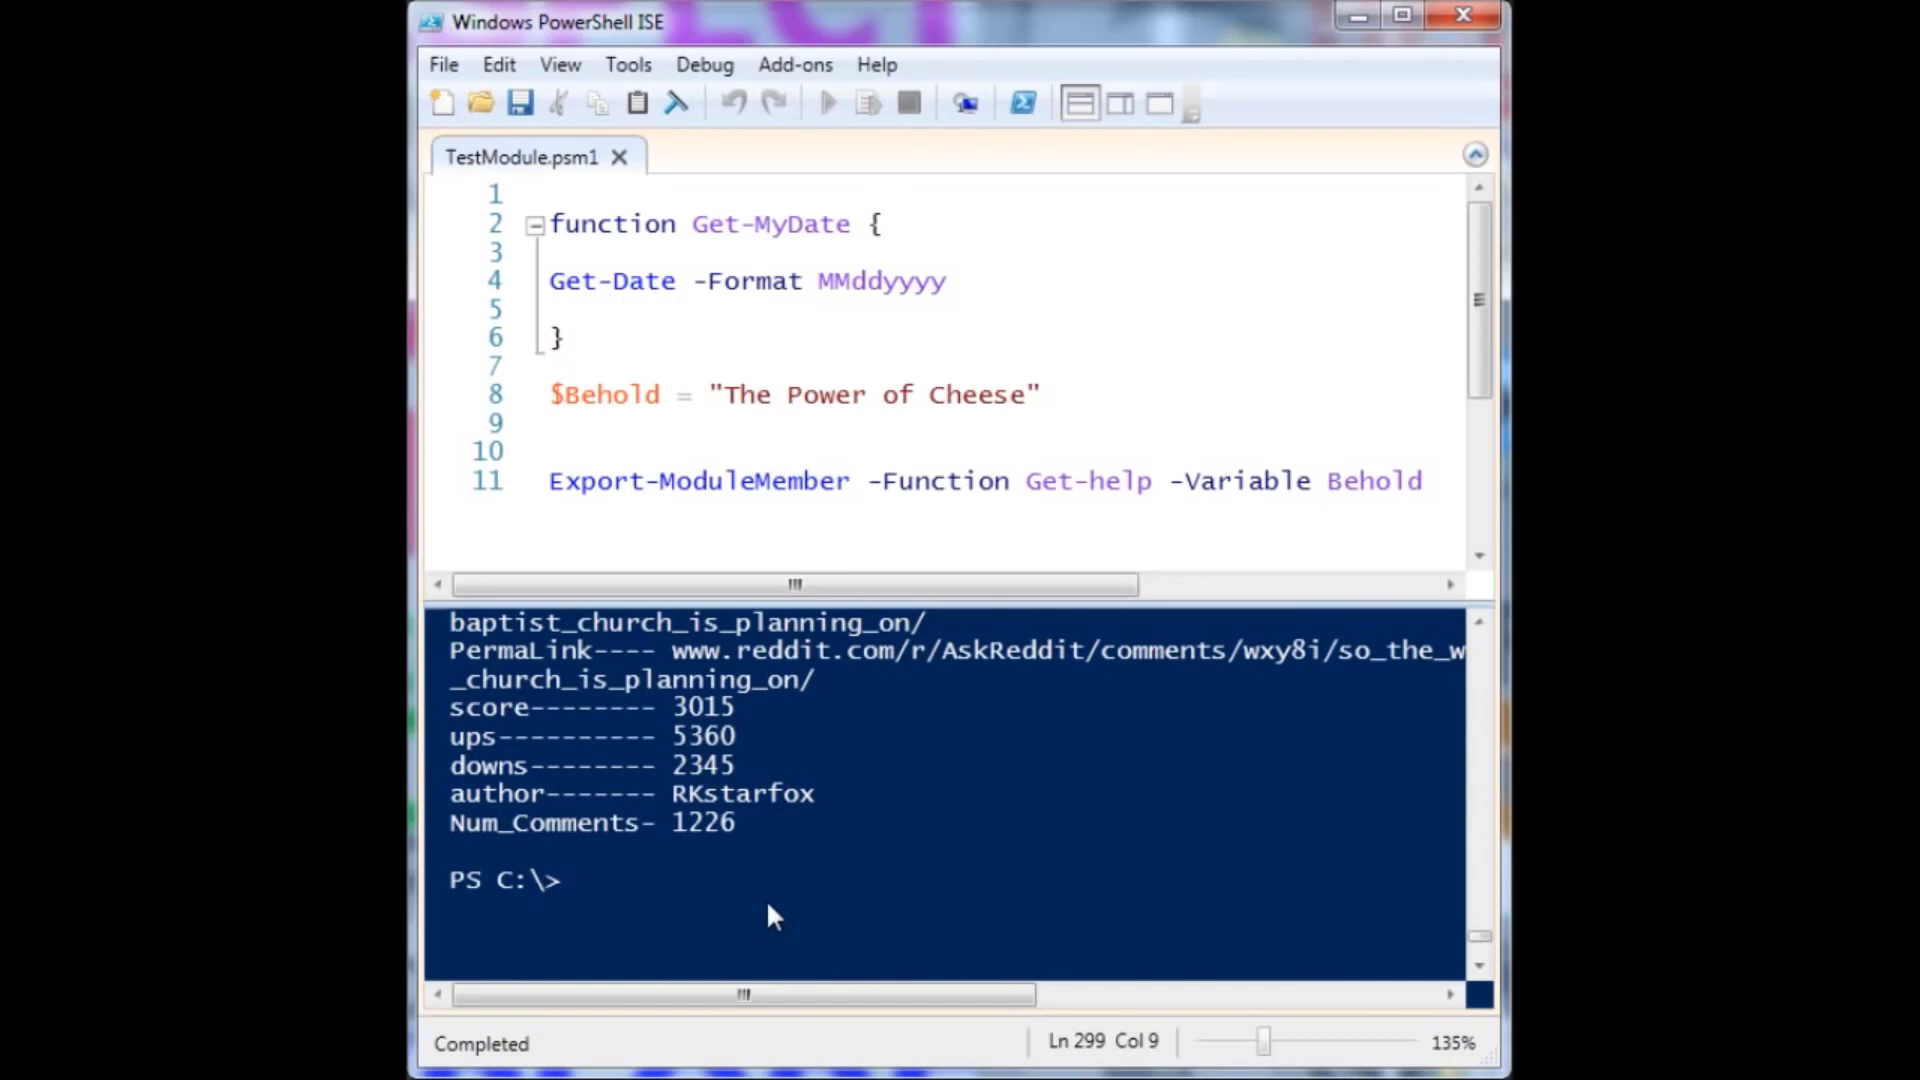 Windows PowerShell ISE
File Edit View Tools Debug Add-ons Help
TestModule.psm1
1
2 function Get-MyDate {
3
4 Get-Date -Format MMddyyyy
5
6 }
7
8 $Behold = "The Power of Cheese"
9
10
11 Export-ModuleMember -Function Get-help -Variable Behold
baptist_church_is_planning_on/
PermaLink---- www.reddit.com/r/AskReddit/comments/wxy8i/so_the_w
_church_is_planning_on/
score-------- 3015
ups---------- 5360
downs-------- 2345
author------- RKstarfox
Num_Comments- 1226
PS C:\>
Completed Ln 299 Col 9 135%